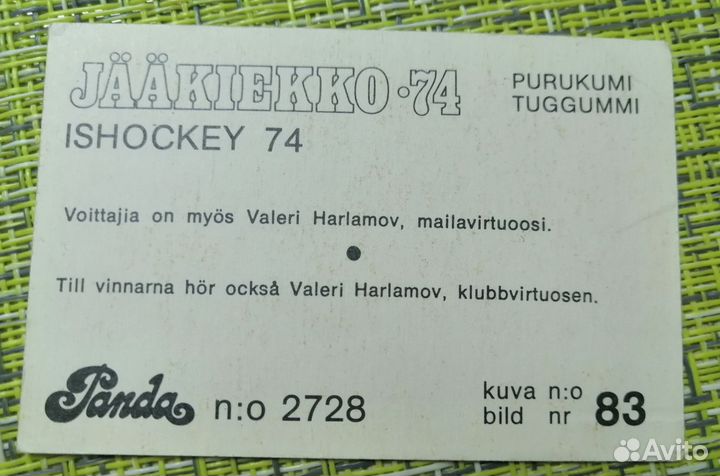 JÄÄKIEKKO·74
PURUKUMI
TUGGUMMI
ISHOCKEY 74
Voittajia on myös Valeri Harlamov, mailavirtuoosi.
●
Till vinnarna hör också Valeri Harlamov, klubbvirtuosen.
Panda n:o 2728
kuva n:o
bild nr 83
Avito